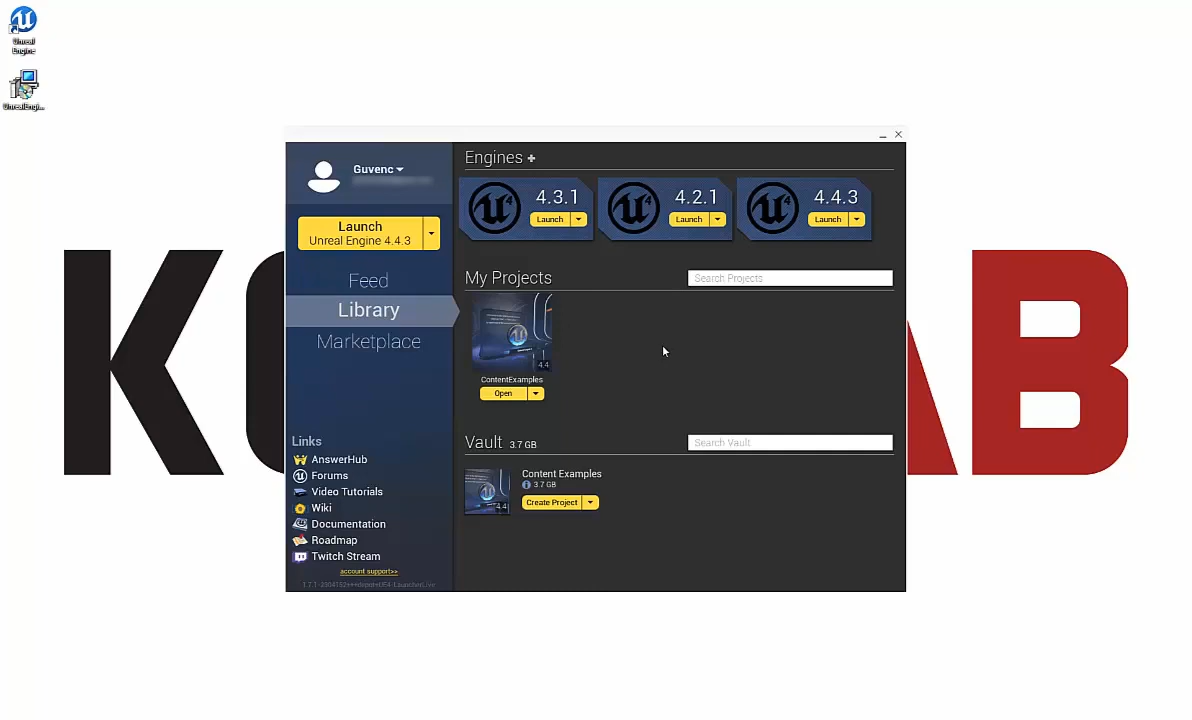 Unreal
Engine
UnrealEngi...
Guvenc
Launch
Unreal Engine 4.4.3
Feed
Library
Marketplace
Links
AnswerHub
Forums
Video Tutorials
Wiki
Documentation
Roadmap
Twitch Stream
account support>>
Engines +
4.3.1
Launch
4.2.1
Launch
4.4.3
Launch
My Projects
Search Projects
4.4
ContentExamples
Open
Vault 3.7 GB
Search Vault
4.4
Content Examples
3.7 GB
Create Project
K
AB